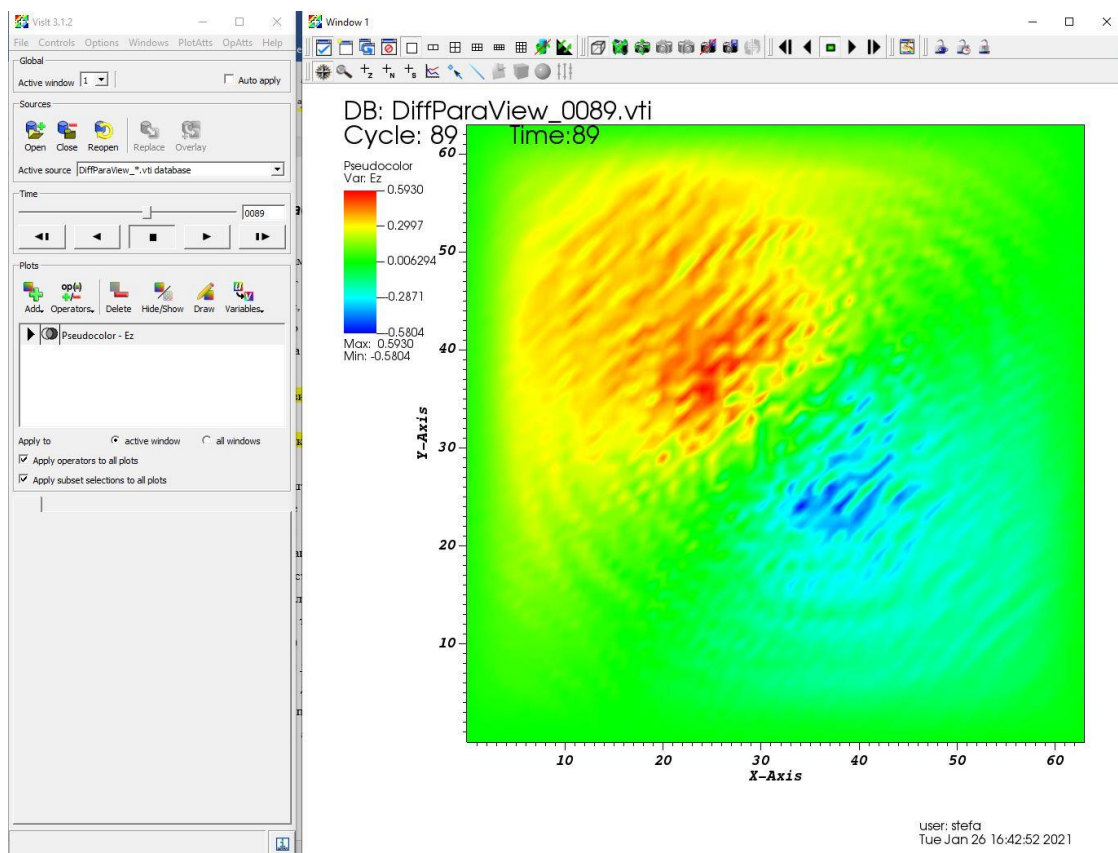 VisIt 3.1.2
File Controls Options Windows PlotAtts OpAtts Help
Global
Active window 1
Auto apply
Sources
Open Close Reopen Replace Overlay
Active source DiffParaView_*.vti database
Time
0089
Plots
Add Operators Delete Hide/Show Draw Variables
Pseudocolor - Ez
Apply to active window all windows
Apply operators to all plots
Apply subset selections to all plots
Window 1
DB: DiffParaView_0089.vti
Cycle: 89 Time:89
Pseudocolor
Var: Ez
0.5930
0.2997
0.006294
-0.2871
-0.5804
Max: 0.5930
Min: -0.5804
60
50
40
30
20
10
Y-Axis
10 20 30 40 50 60
X-Axis
user: stefa
Tue Jan 26 16:42:52 2021